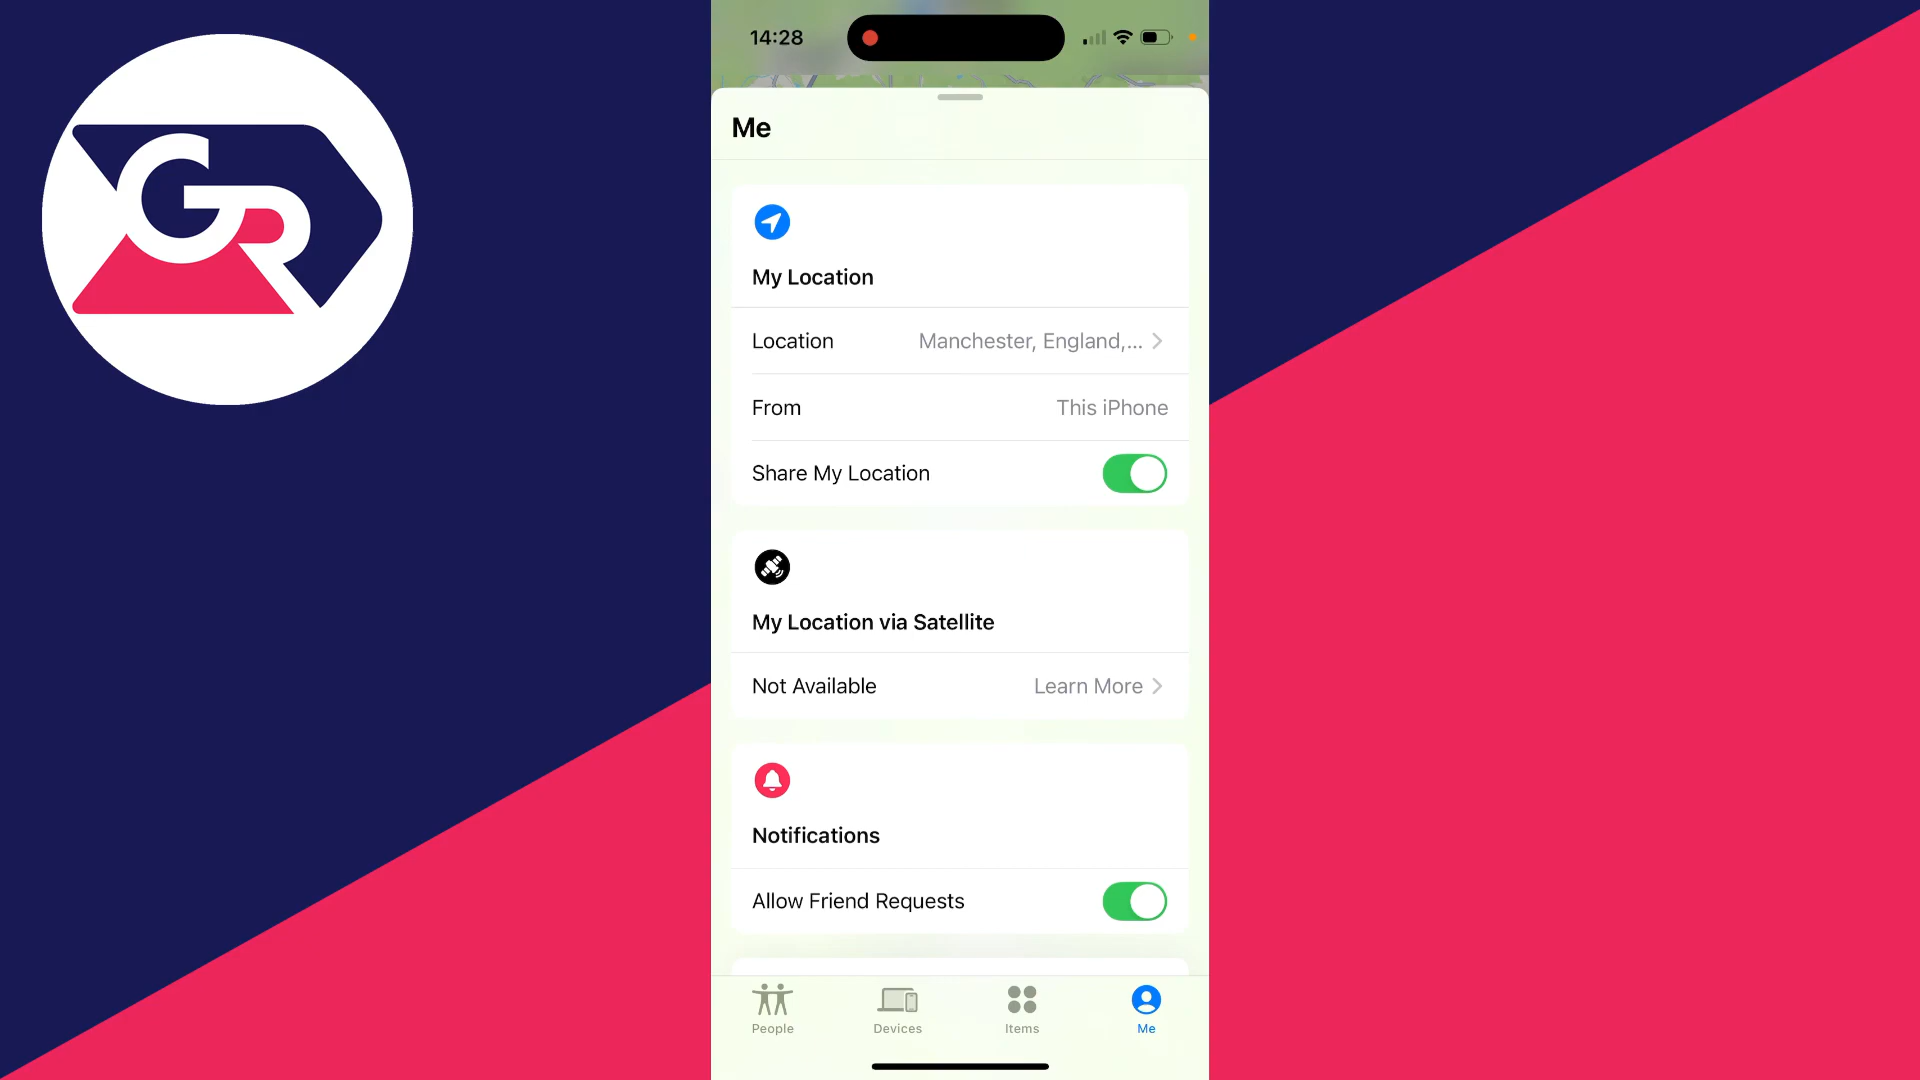 GR
14:28
Me
My Location
Location Manchester, England,...
From This iPhone
Share My Location
My Location via Satellite
Not Available Learn More
Notifications
Allow Friend Requests
People Devices Items Me